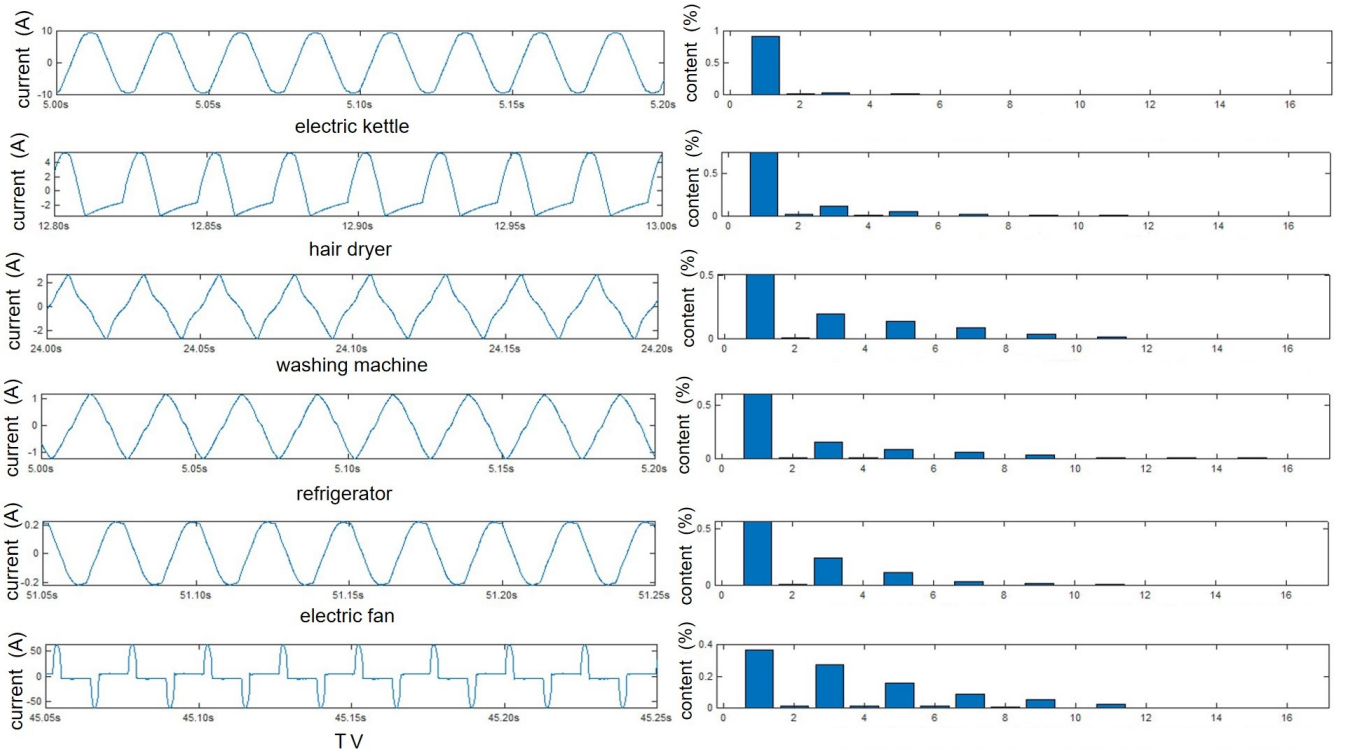 current (A)
10
0
-10
5.00s 5.05s 5.10s 5.15s 5.20s
electric kettle
content (%)
1
0.5
0
0 2 4 6 8 10 12 14 16
current (A)
4
2
0
-2
12.80s 12.85s 12.90s 12.95s 13.00s
hair dryer
content (%)
0.5
0
0 2 4 6 8 10 12 14 16
current (A)
2
0
-2
24.00s 24.05s 24.10s 24.15s 24.20s
washing machine
content (%)
0.5
0
0 2 4 6 8 10 12 14 16
current (A)
1
0
-1
5.00s 5.05s 5.10s 5.15s 5.20s
refrigerator
content (%)
0.5
0
0 2 4 6 8 10 12 14 16
current (A)
0.2
0
-0.2
51.05s 51.10s 51.15s 51.20s 51.25s
electric fan
content (%)
0.5
0
0 2 4 6 8 10 12 14 16
current (A)
50
0
-50
45.05s 45.10s 45.15s 45.20s 45.25s
TV
content (%)
0.4
0.2
0
0 2 4 6 8 10 12 14 16